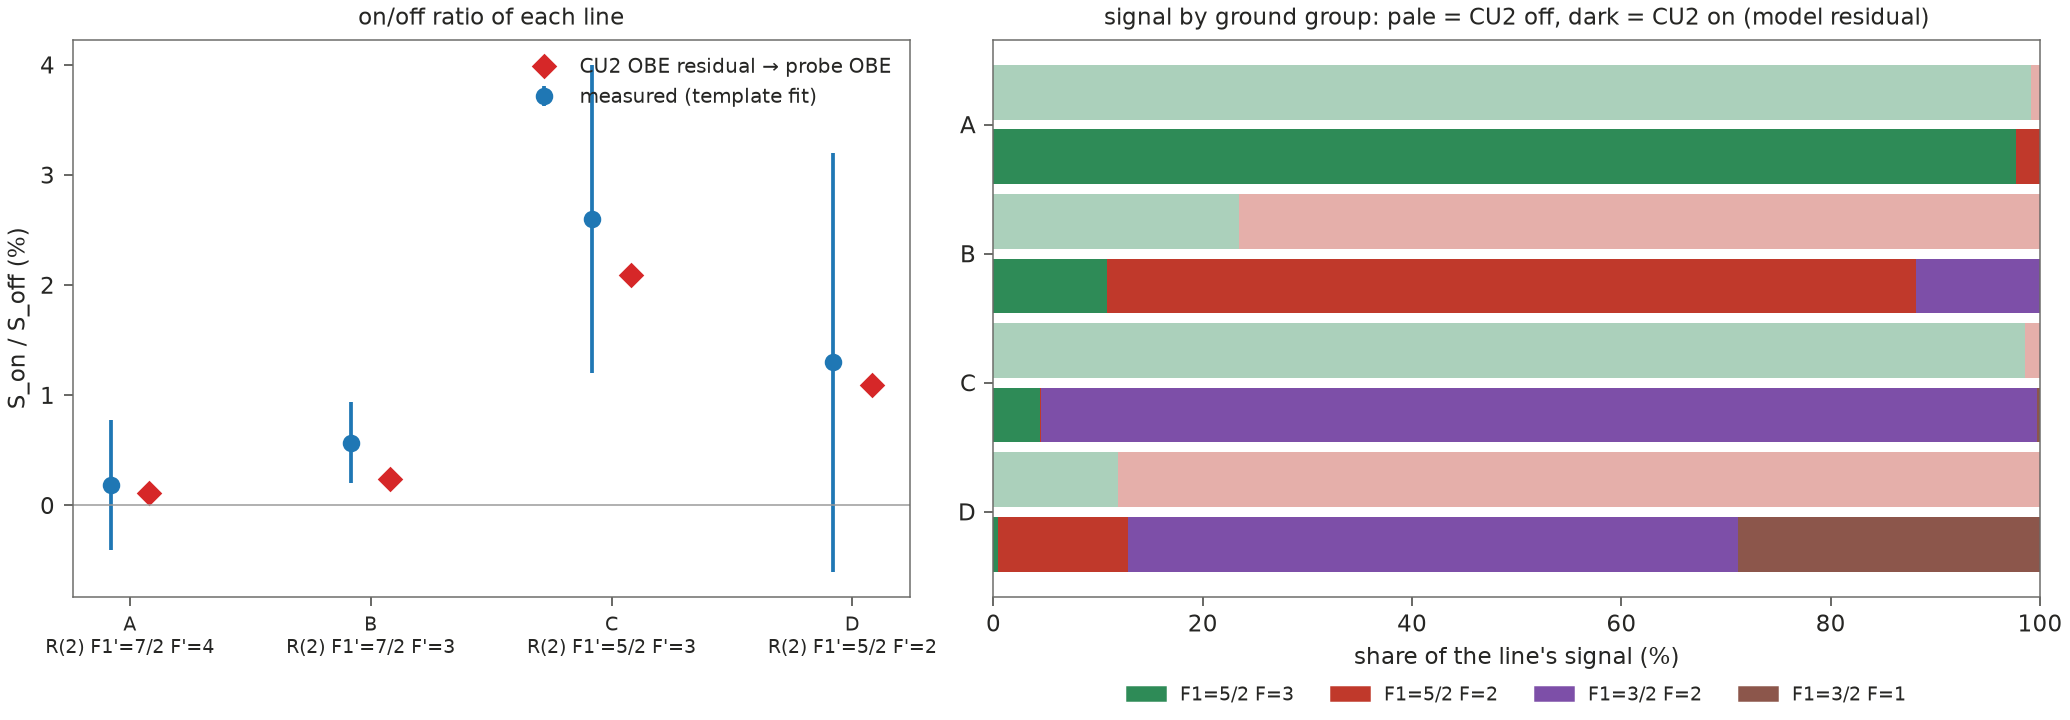 on/off ratio of each line
S_on / S_off (%)
4
3
2
1
0
CU2 OBE residual → probe OBE
measured (template fit)
A
R(2) F1'=7/2 F'=4
B
R(2) F1'=7/2 F'=3
C
R(2) F1'=5/2 F'=3
D
R(2) F1'=5/2 F'=2
signal by ground group: pale = CU2 off, dark = CU2 on (model residual)
A
B
C
D
0 20 40 60 80 100
share of the line's signal (%)
F1=5/2 F=3 F1=5/2 F=2 F1=3/2 F=2 F1=3/2 F=1